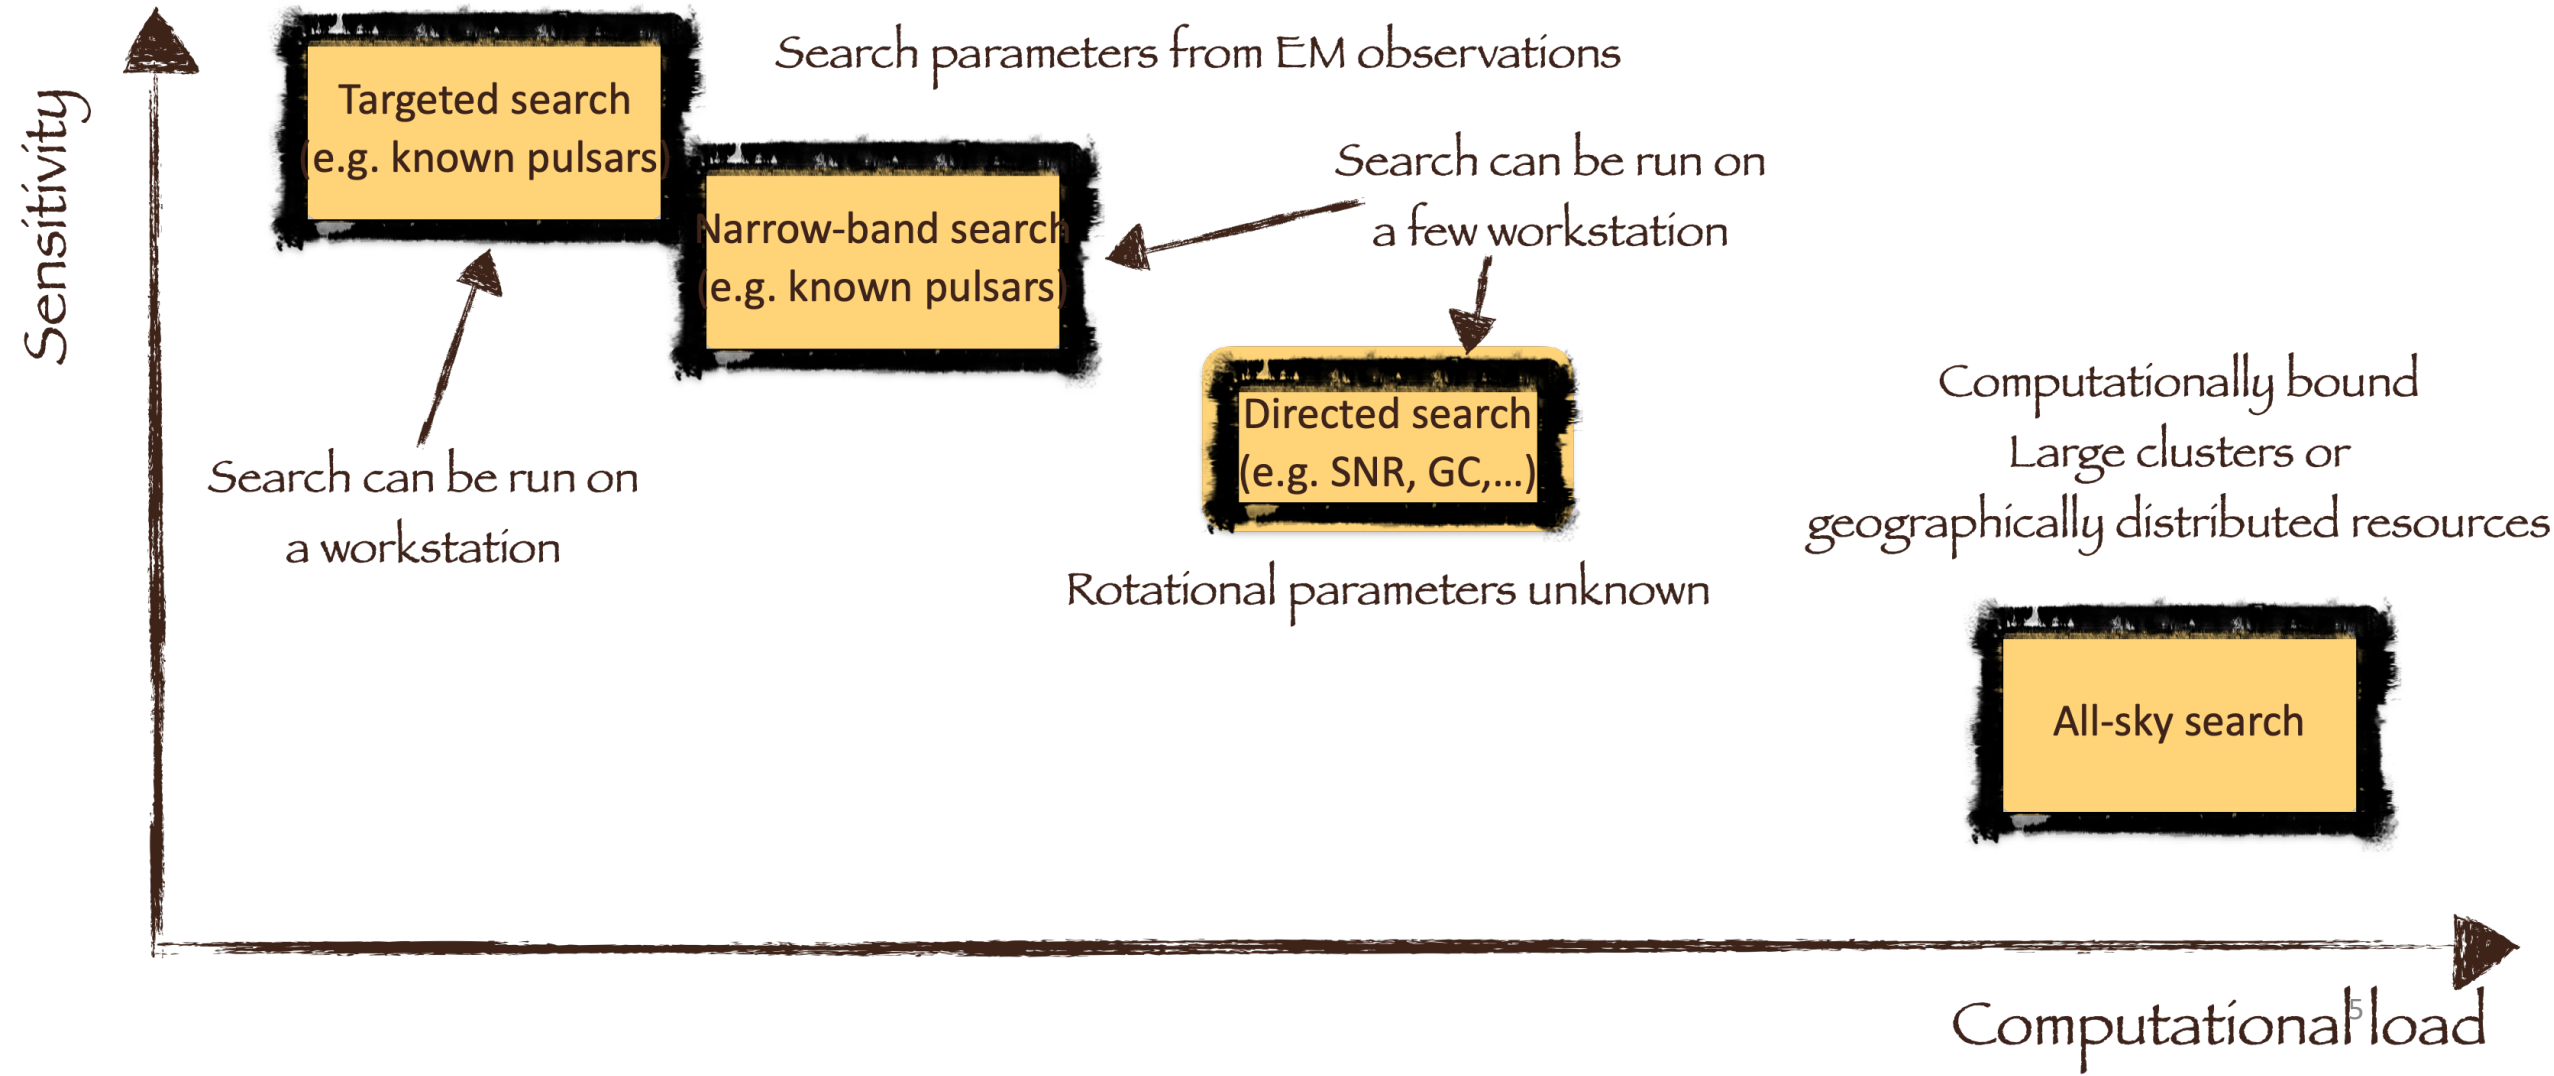 Sensitivity
Targeted search
(e.g. known pulsars)
Search parameters from EM observations
Narrow-band search
(e.g. known pulsars)
Search can be run on
a few workstation
Search can be run on
a workstation
Directed search
(e.g. SNR, GC,...)
Rotational parameters unknown
Computationally bound
Large clusters or
geographically distributed resources
All-sky search
Computational load
5